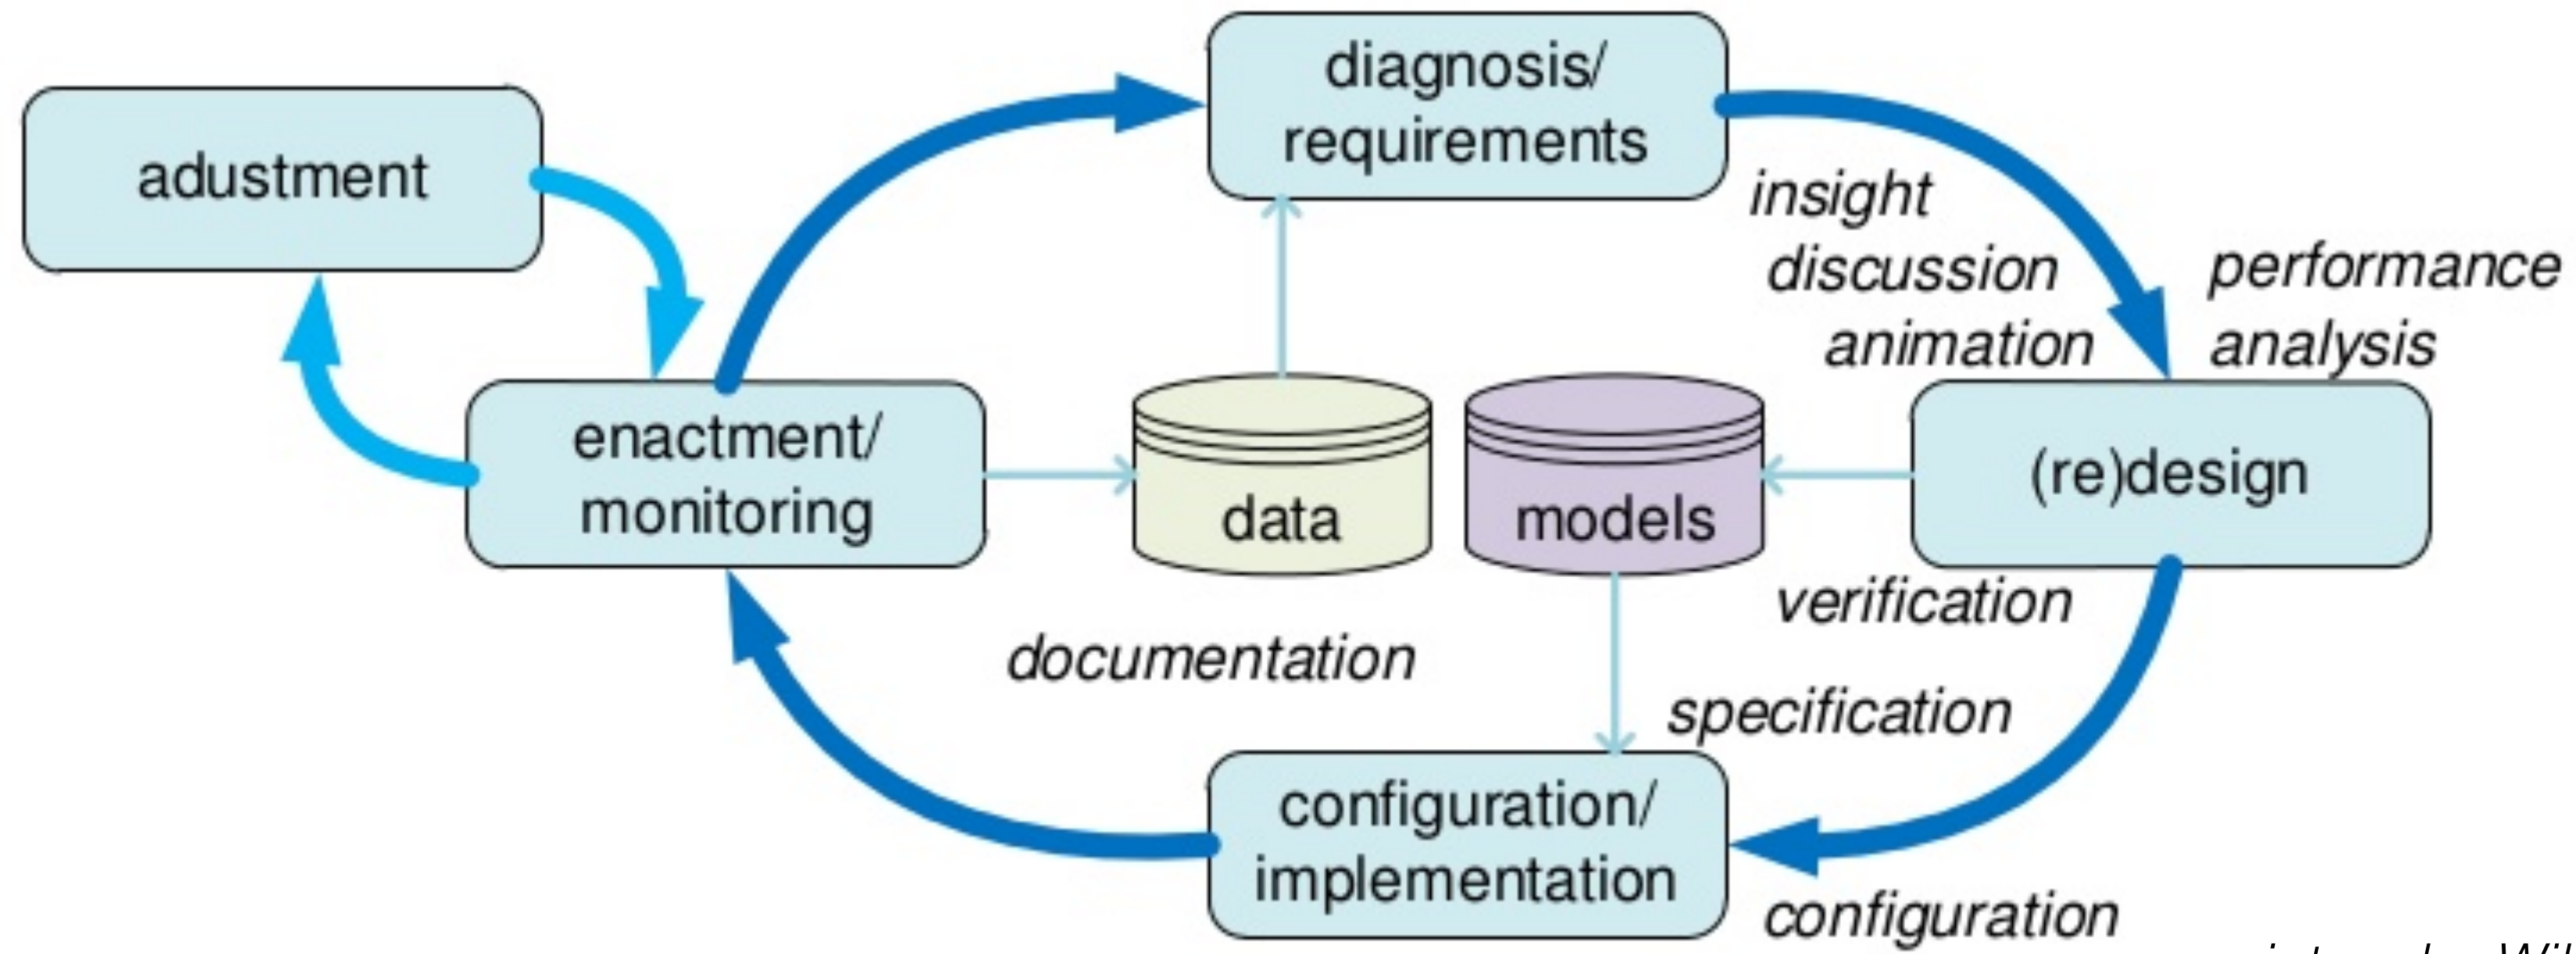 diagnosis/
requirements
adustment
insight
discussion
animation
performance
analysis
enactment/
monitoring
data
models
(re)design
verification
documentation
specification
configuration/
implementation
configuration